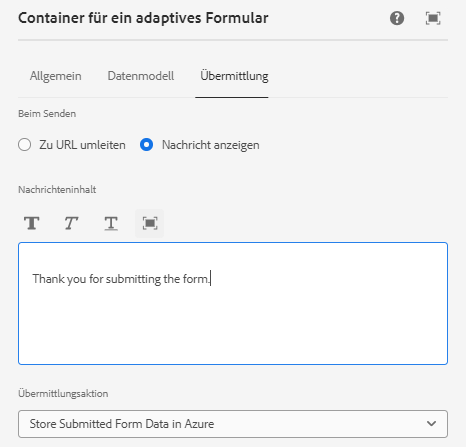 Container für ein adaptives Formular
Allgemein Datenmodell Übermittlung
Beim Senden
Zu URL umleiten Nachricht anzeigen
Nachrichteninhalt
T T T
Thank you for submitting the form.
Übermittlungsaktion
Store Submitted Form Data in Azure